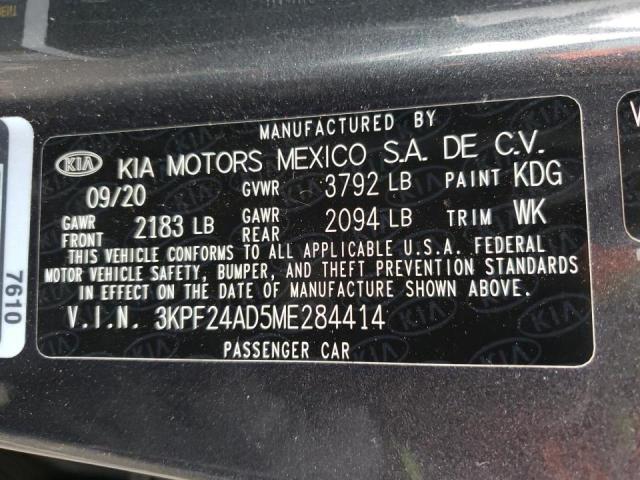 MANUFACTURED BY
KIA KIA MOTORS MEXICO S.A. DE C.V.
09/20 GVWR 3792 LB PAINT KDG
GAWR FRONT 2183 LB GAWR REAR 2094 LB TRIM WK
THIS VEHICLE CONFORMS TO ALL APPLICABLE U.S.A. FEDERAL
MOTOR VEHICLE SAFETY, BUMPER, AND THEFT PREVENTION STANDARDS
IN EFFECT ON THE DATE OF MANUFACTURE SHOWN ABOVE.
V.I.N. 3KPF24AD5ME284414
PASSENGER CAR
7610